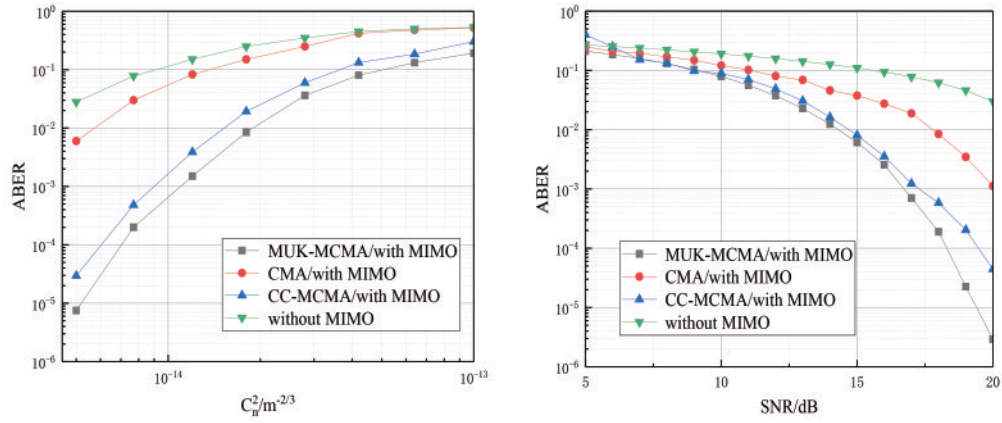 ABER
10^0
10^-1
10^-2
10^-3
10^-4
10^-5
10^-6
10^-14
10^-13
C_n^2/m^-2/3
MUK-MCMA/with MIMO
CMA/with MIMO
CC-MCMA/with MIMO
without MIMO
ABER
10^0
10^-1
10^-2
10^-3
10^-4
10^-5
10^-6
5
10
15
20
SNR/dB
MUK-MCMA/with MIMO
CMA/with MIMO
CC-MCMA/with MIMO
without MIMO